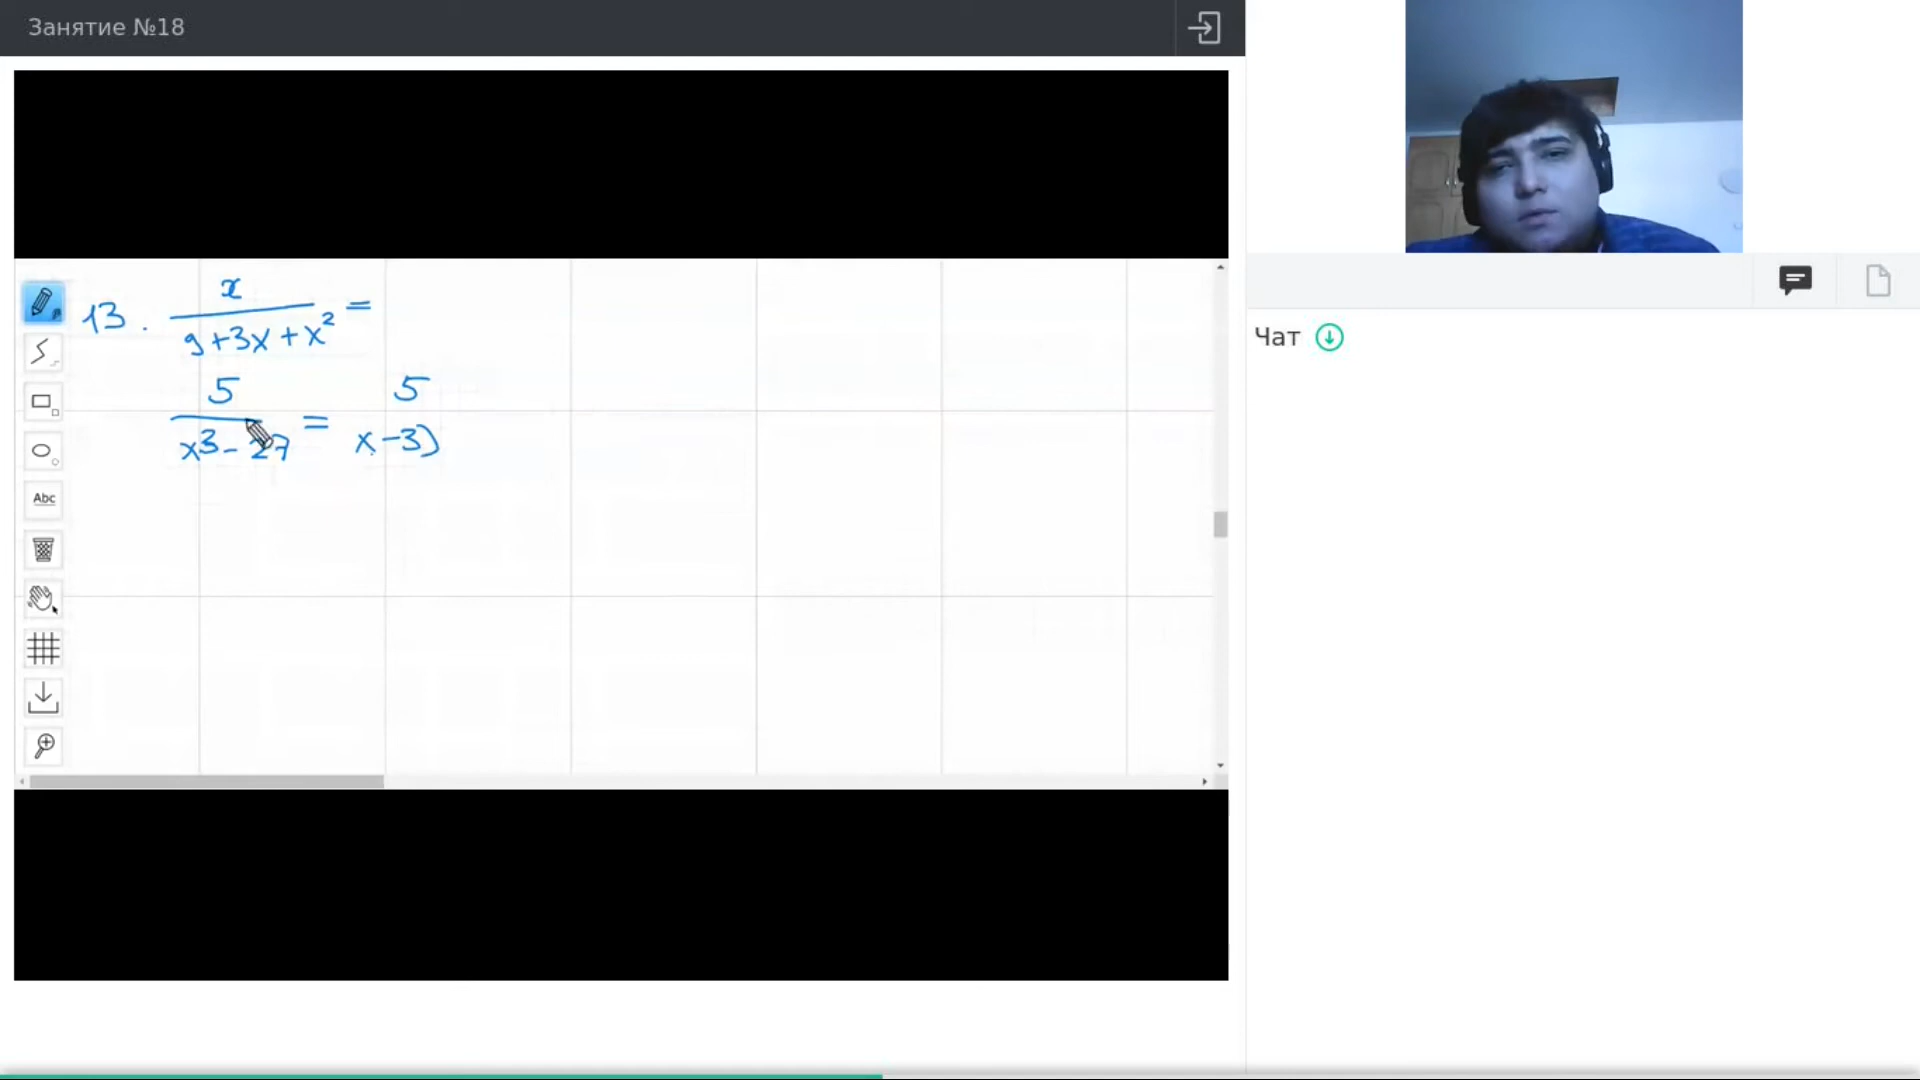 Занятие №18
13. x/(9+3x+x²) =
5/(x³-27) = 5
x-3)
Abc
Чат